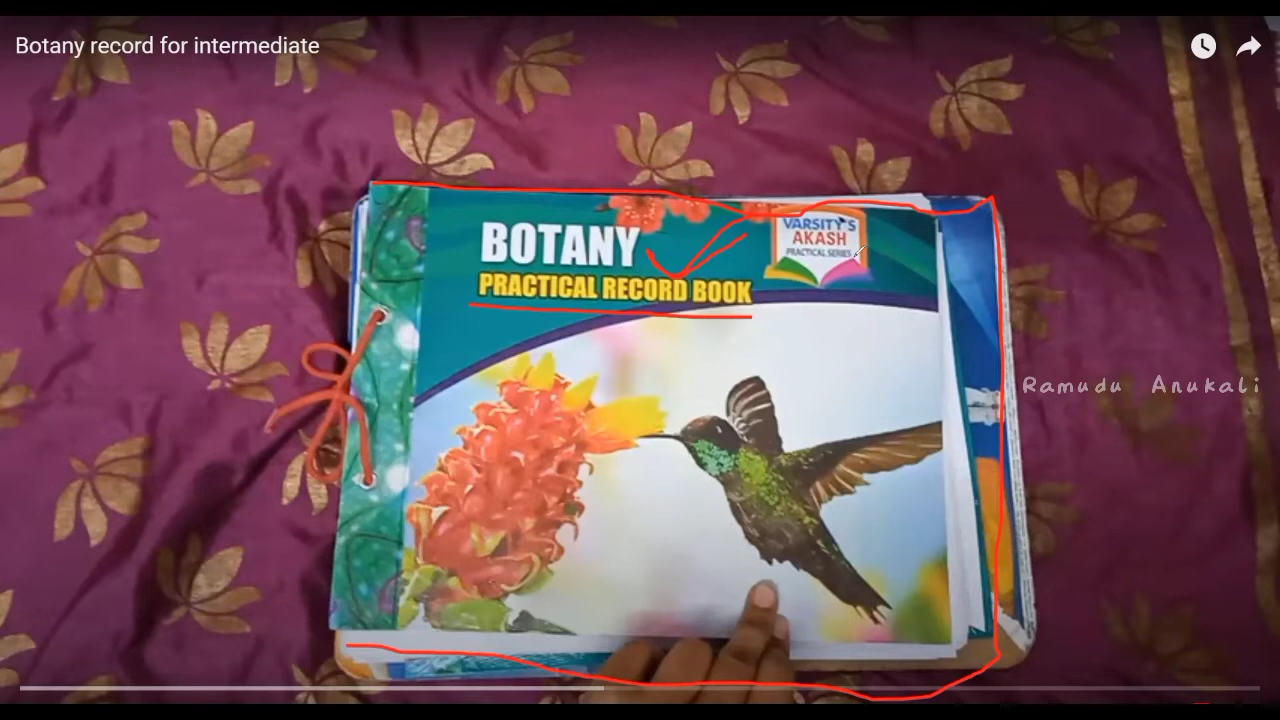 Botany record for intermediate
BOTANY
PRACTICAL RECORD BOOK
VARSITY'S
AKASH
PRACTICAL SERIES
Ramudu Anukali